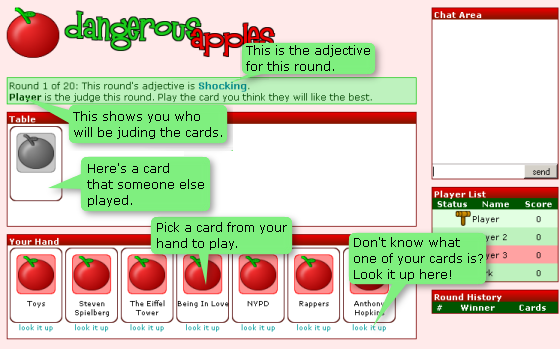 dangerous
apples
This is the adjective
for this round.
Round 1 of 20: This round's adjective is Shocking.
Player is the judge this round. Play the card you think they will like the best.
This shows you who
will be juding the cards.
Table
Here's a card
that someone else
played.
Pick a card from your
hand to play.
Your Hand
Don't know what
one of your cards is?
Look it up here!
Toys
Steven
Spielberg
The Eiffel
Tower
Being In Love
NYPD
Rappers
Anthony
Hopkins
look it up
look it up
look it up
look it up
look it up
look it up
look it up
Chat Area
send
Player List
Status Name Score
Player 0
Player 2 0
Player 3 0
0
Round History
# Winner Cards